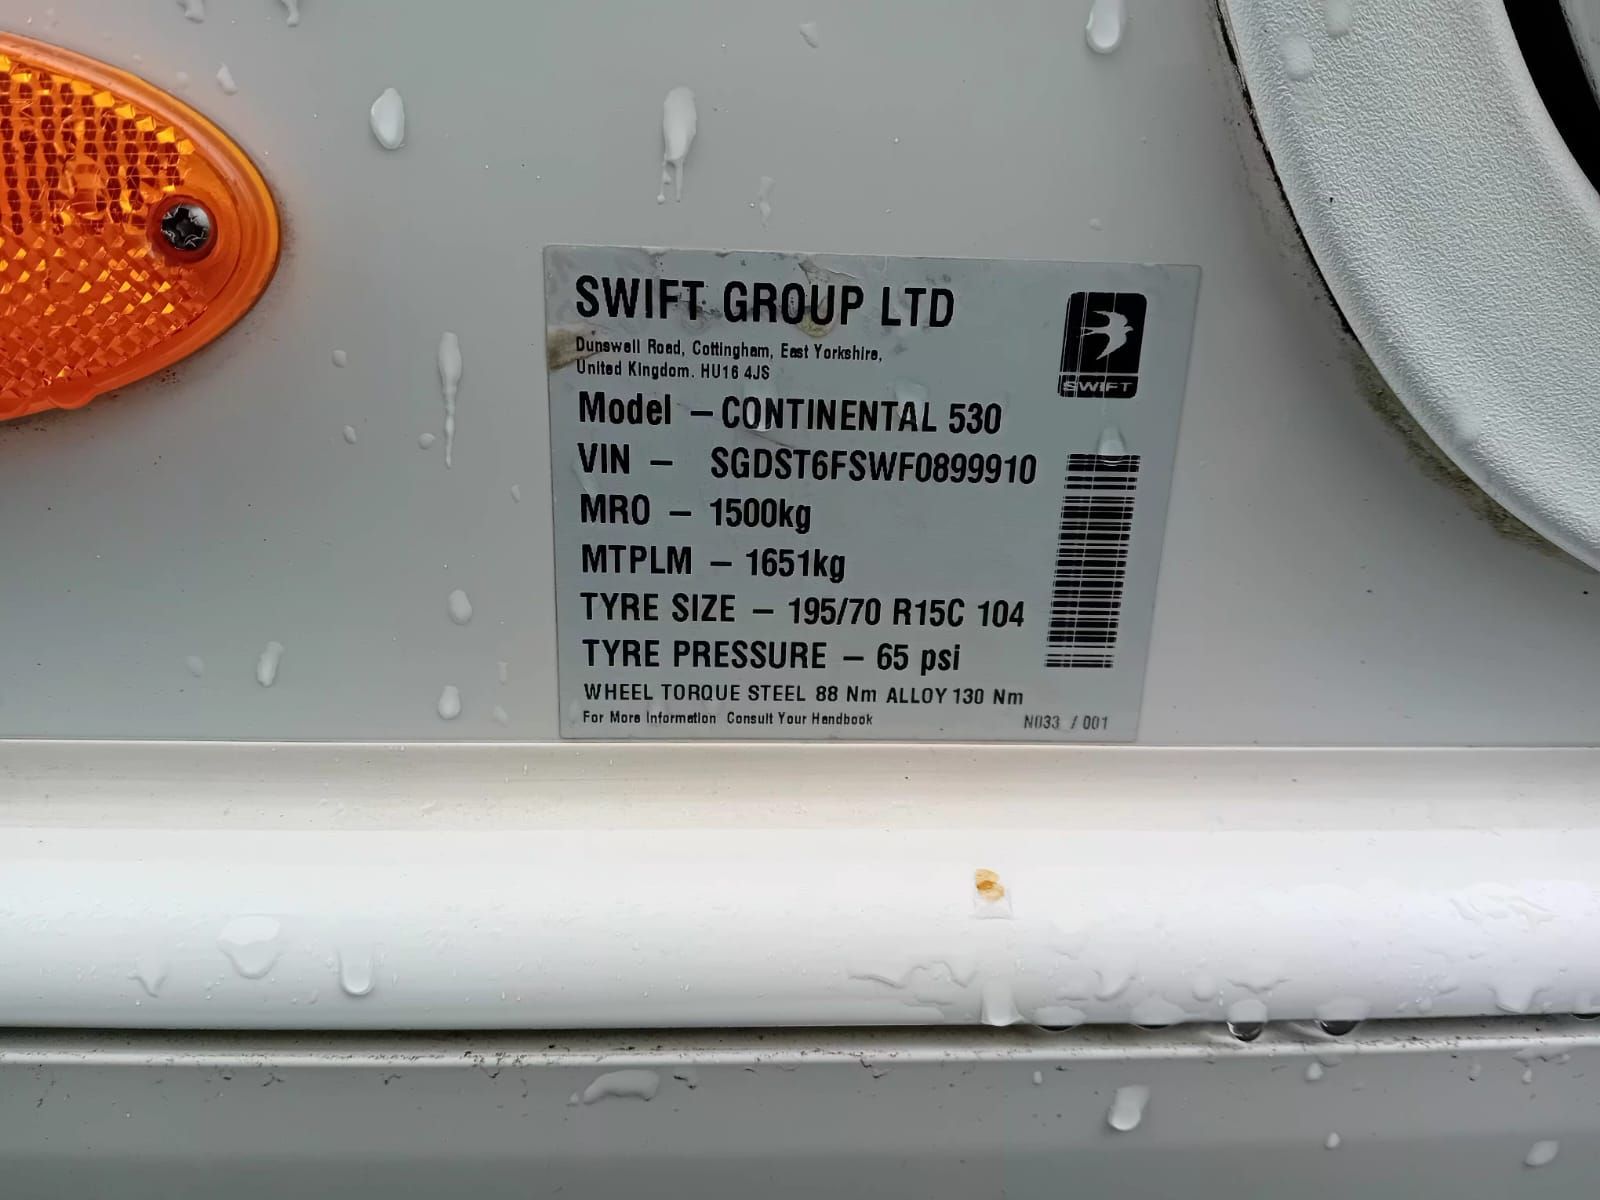 SWIFT GROUP LTD
Dunswell Road, Cottingham, East Yorkshire,
United Kingdom. HU16 4JS
SWIFT
Model – CONTINENTAL 530
VIN – SGDST6FSWF0899910
MRO – 1500kg
MTPLM – 1651kg
TYRE SIZE – 195/70 R15C 104
TYRE PRESSURE – 65 psi
WHEEL TORQUE STEEL 88 Nm ALLOY 130 Nm
For More Information Consult Your Handbook
N033 / 001